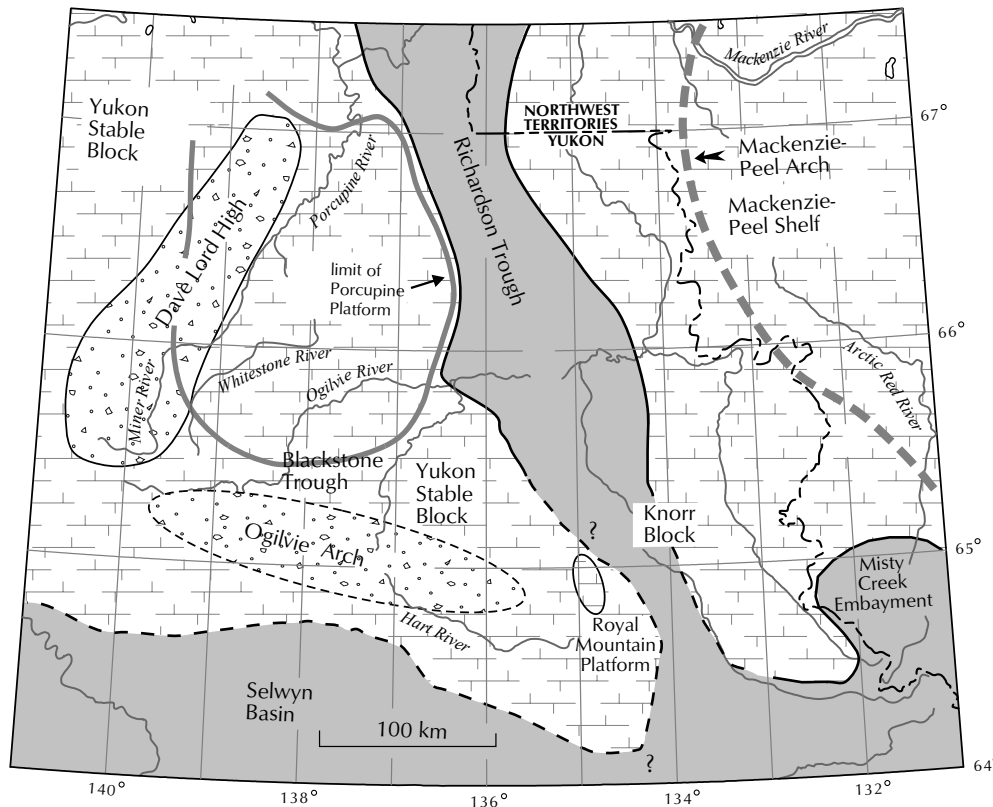 Mackenzie River
Yukon
Stable
Block
NORTHWEST
TERRITORIES
YUKON
67°
Mackenzie-
Peel Arch
Mackenzie-
Peel Shelf
Porcupine River
Richardson Trough
Dave Lord High
limit of
Porcupine
Platform
66°
Arctic Red River
Whitestone River
Ogilvie River
Miner River
Blackstone
Trough
Yukon
Stable
Block
Knorr
Block
?
Ogilvie Arch
65°
Misty
Creek
Embayment
Hart River
Royal
Mountain
Platform
Selwyn
Basin
100 km
?
64°
140°
138°
136°
134°
132°